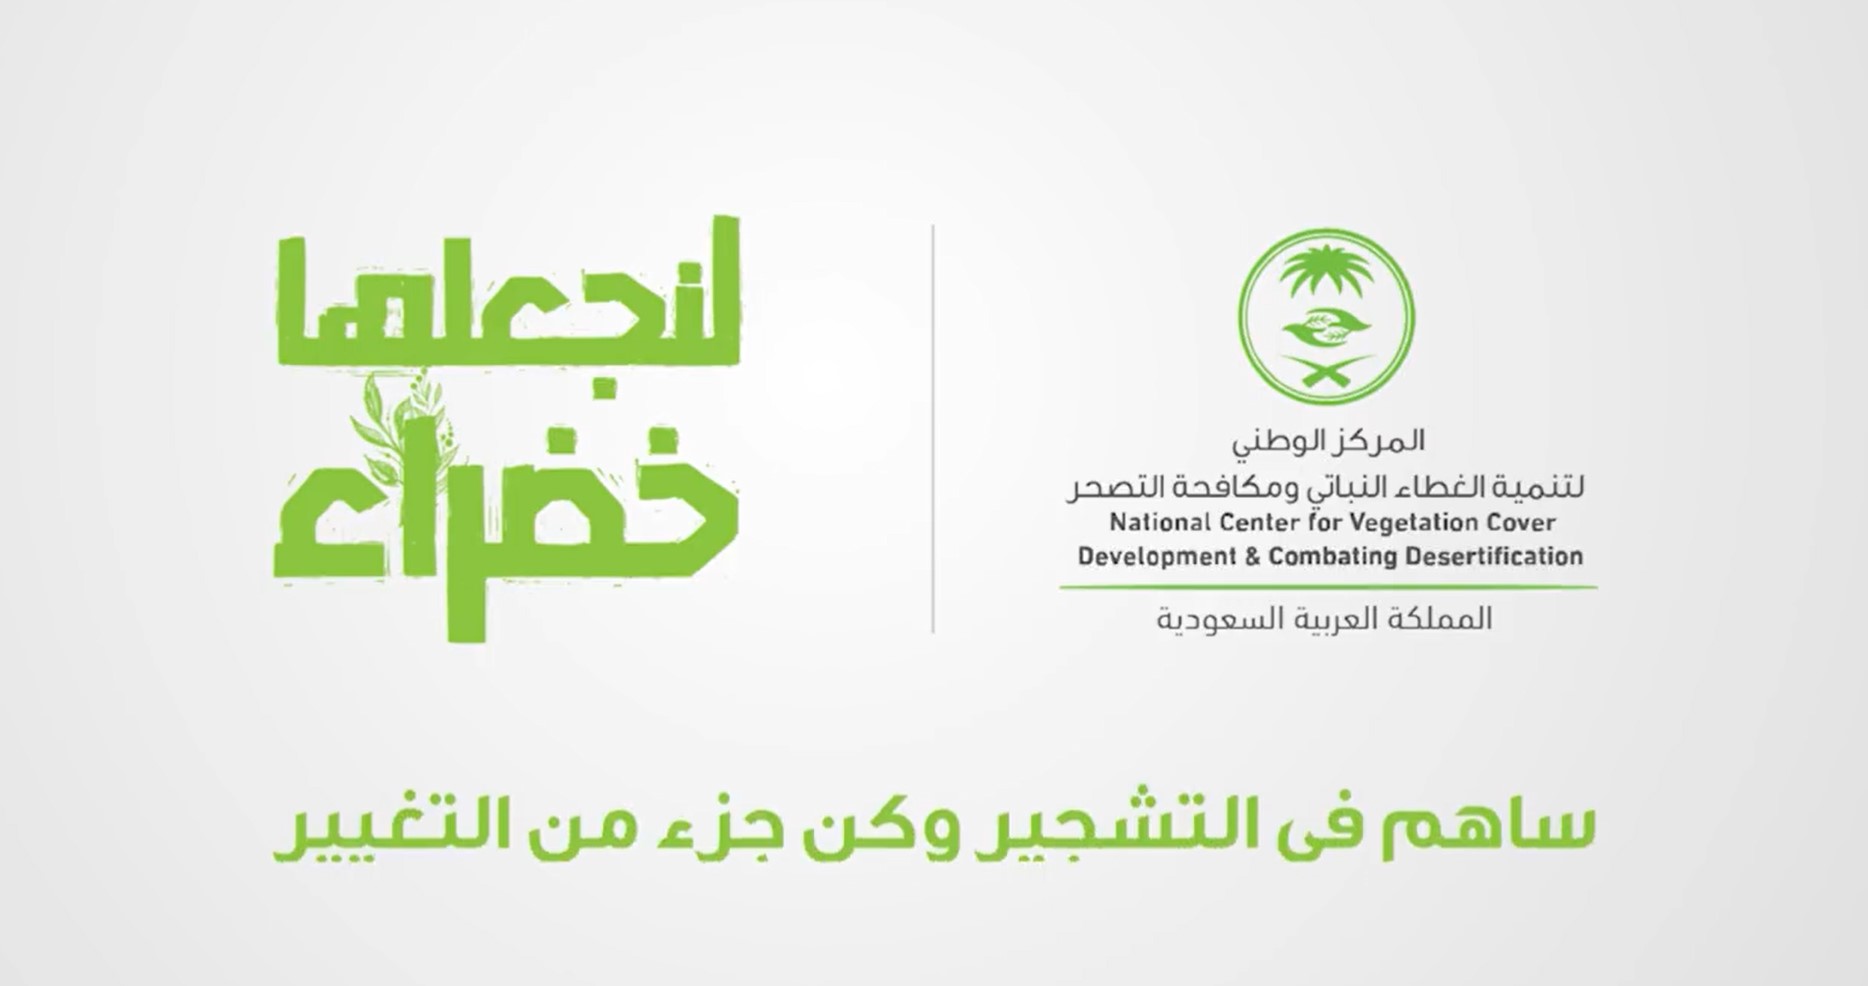 لنجعلها
خضراء
المركز الوطني
لتنمية الغطاء النباتي ومكافحة التصحر
National Center for Vegetation Cover
Development & Combating Desertification
المملكة العربية السعودية
ساهم في التشجير وكن جزء من التغيير